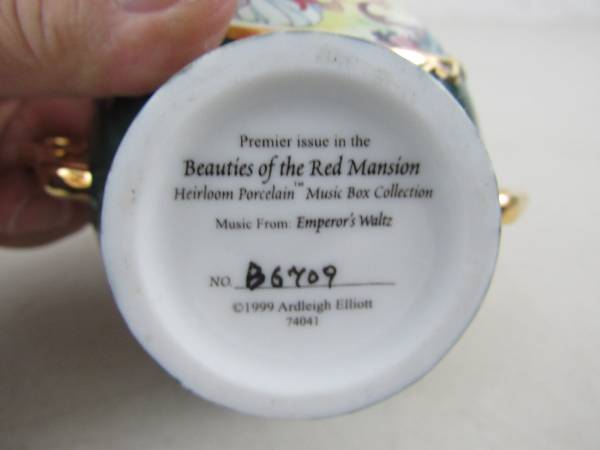 Premier issue in the
Beauties of the Red Mansion
Heirloom Porcelain™ Music Box Collection
Music From: Emperor's Waltz
NO. B6709
©1999 Ardleigh Elliott
74041